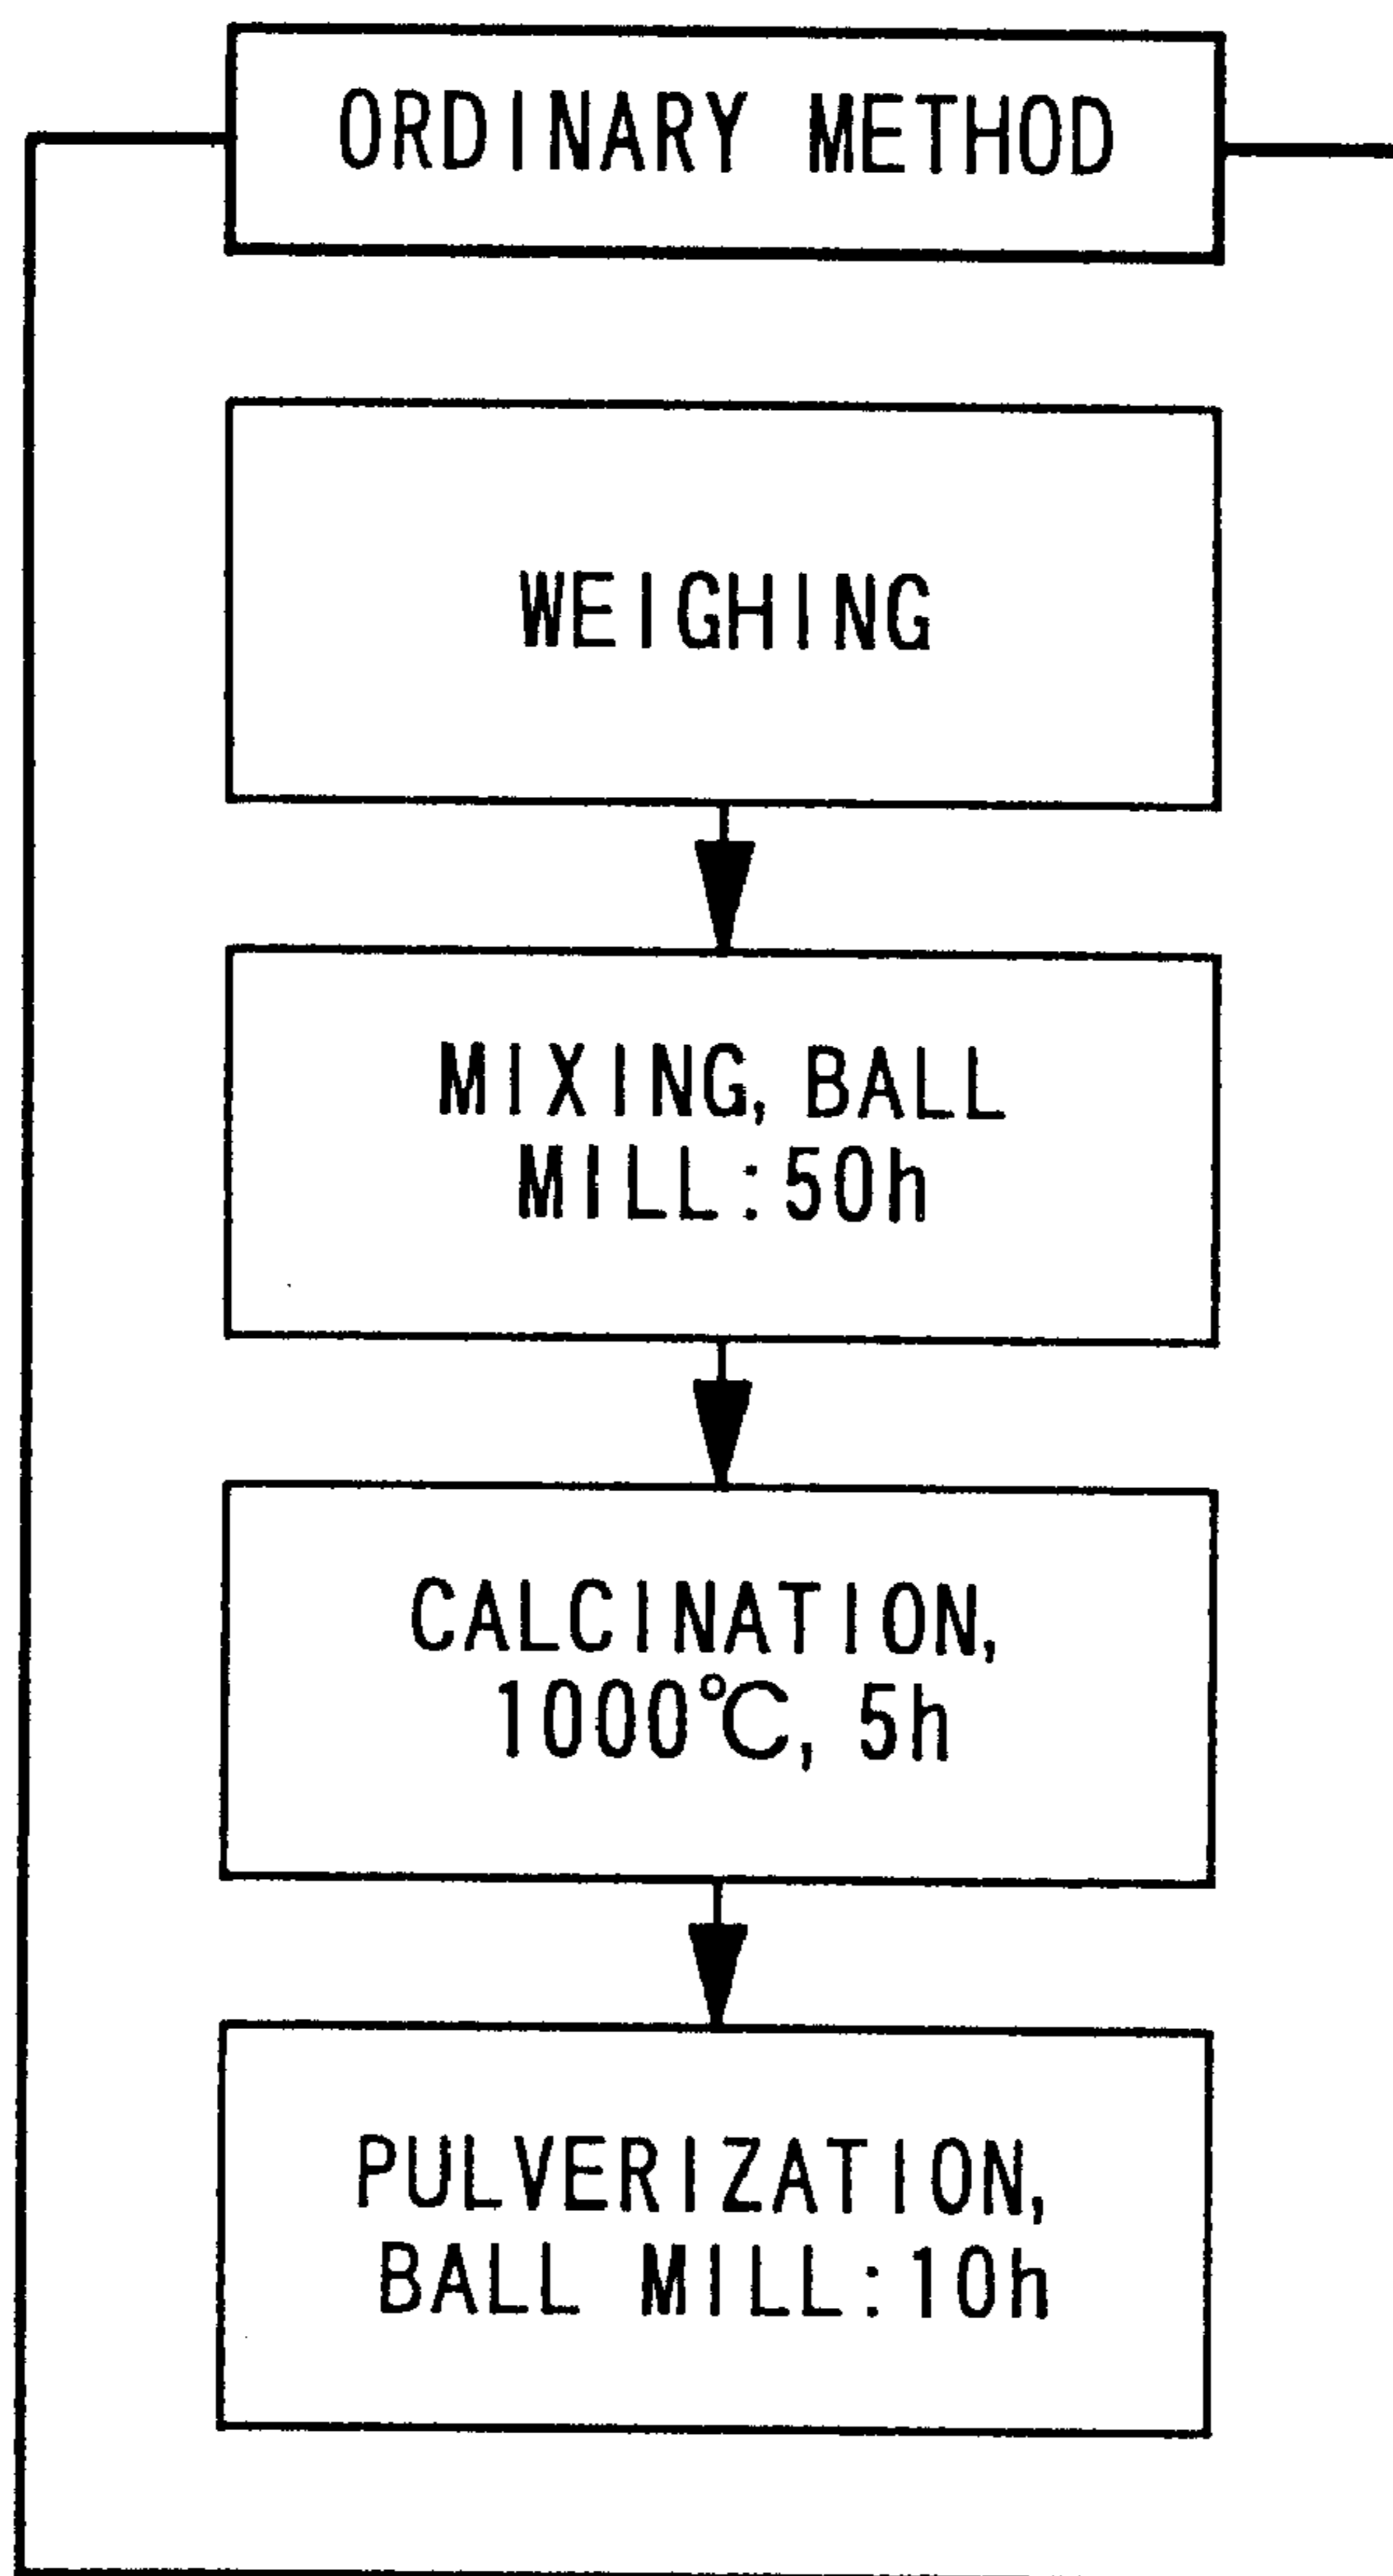 ORDINARY METHOD
WEIGHING
MIXING, BALL
MILL:50h
CALCINATION,
1000℃, 5h
PULVERIZATION,
BALL MILL:10h